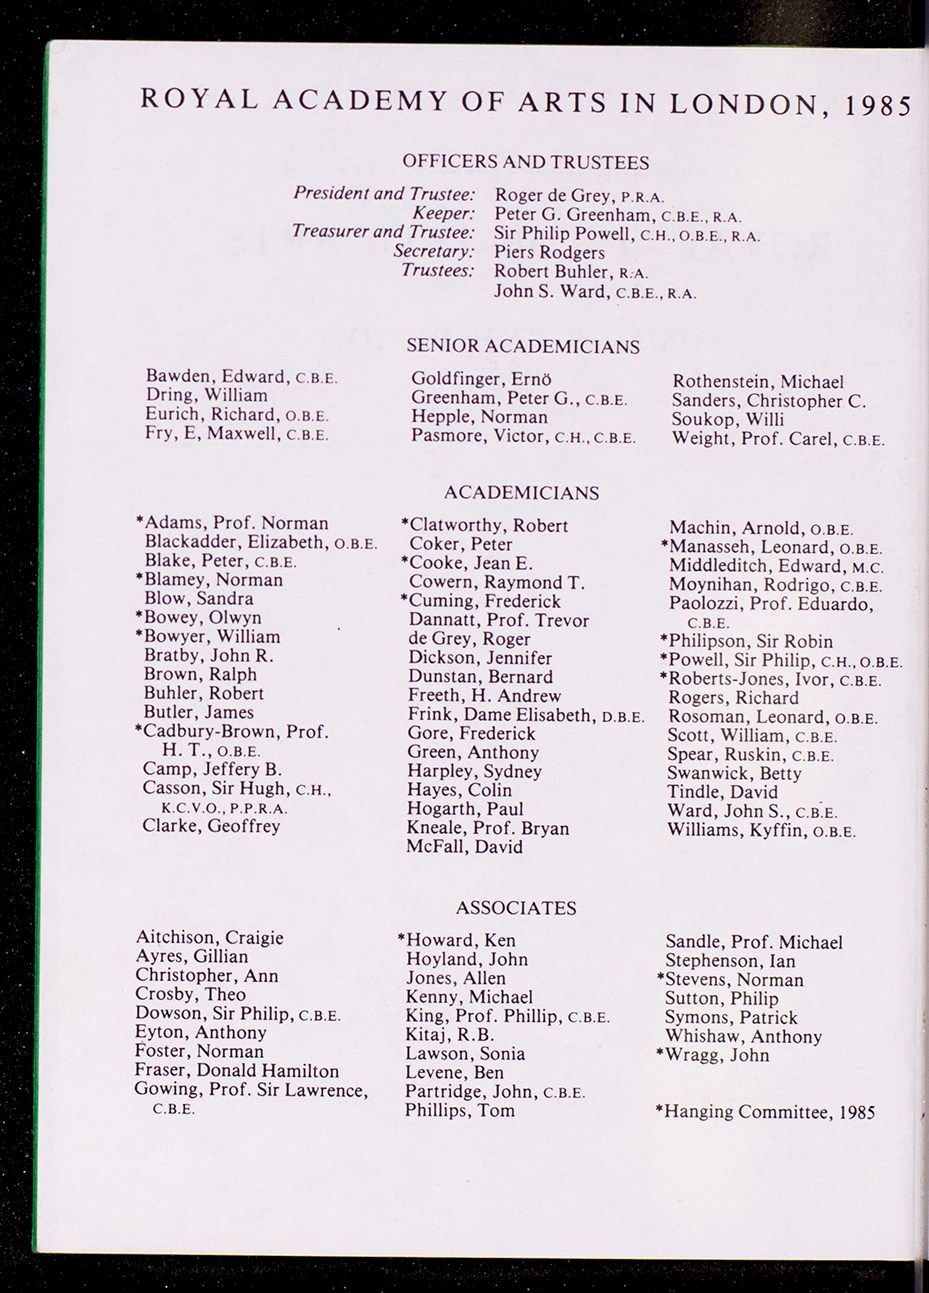 ROYAL ACADEMY OF ARTS IN LONDON, 1985
OFFICERS AND TRUSTEES
President and Trustee: Roger de Grey, P.R.A.
Keeper: Peter G. Greenham, C.B.E., R.A.
Treasurer and Trustee: Sir Philip Powell, C.H., O.B.E., R.A.
Secretary: Piers Rodgers
Trustees: Robert Buhler, R.A.
John S. Ward, C.B.E., R.A.
SENIOR ACADEMICIANS
Bawden, Edward, C.B.E.
Dring, William
Eurich, Richard, O.B.E.
Fry, E, Maxwell, C.B.E.
Goldfinger, Ernö
Greenham, Peter G., C.B.E.
Hepple, Norman
Pasmore, Victor, C.H., C.B.E.
Rothenstein, Michael
Sanders, Christopher C.
Soukop, Willi
Weight, Prof. Carel, C.B.E.
ACADEMICIANS
*Adams, Prof. Norman
Blackadder, Elizabeth, O.B.E.
Blake, Peter, C.B.E.
*Blamey, Norman
Blow, Sandra
*Bowey, Olwyn
*Bowyer, William
Bratby, John R.
Brown, Ralph
Buhler, Robert
Butler, James
*Cadbury-Brown, Prof.
H. T., O.B.E.
Camp, Jeffery B.
Casson, Sir Hugh, C.H.,
K.C.V.O., P.P.R.A.
Clarke, Geoffrey
*Clatworthy, Robert
Coker, Peter
*Cooke, Jean E.
Cowern, Raymond T.
*Cuming, Frederick
Dannatt, Prof. Trevor
de Grey, Roger
Dickson, Jennifer
Dunstan, Bernard
Freeth, H. Andrew
Frink, Dame Elisabeth, D.B.E.
Gore, Frederick
Green, Anthony
Harpley, Sydney
Hayes, Colin
Hogarth, Paul
Kneale, Prof. Bryan
McFall, David
Machin, Arnold, O.B.E.
*Manasseh, Leonard, O.B.E.
Middleditch, Edward, M.C.
Moynihan, Rodrigo, C.B.E.
Paolozzi, Prof. Eduardo,
C.B.E.
*Philipson, Sir Robin
*Powell, Sir Philip, C.H., O.B.E.
*Roberts-Jones, Ivor, C.B.E.
Rogers, Richard
Rosoman, Leonard, O.B.E.
Scott, William, C.B.E.
Spear, Ruskin, C.B.E.
Swanwick, Betty
Tindle, David
Ward, John S., C.B.E.
Williams, Kyffin, O.B.E.
ASSOCIATES
Aitchison, Craigie
Ayres, Gillian
Christopher, Ann
Crosby, Theo
Dowson, Sir Philip, C.B.E.
Eyton, Anthony
Foster, Norman
Fraser, Donald Hamilton
Gowing, Prof. Sir Lawrence,
C.B.E.
*Howard, Ken
Hoyland, John
Jones, Allen
Kenny, Michael
King, Prof. Phillip, C.B.E.
Kitaj, R.B.
Lawson, Sonia
Levene, Ben
Partridge, John, C.B.E.
Phillips, Tom
Sandle, Prof. Michael
Stephenson, Ian
*Stevens, Norman
Sutton, Philip
Symons, Patrick
Whishaw, Anthony
*Wragg, John
*Hanging Committee, 1985